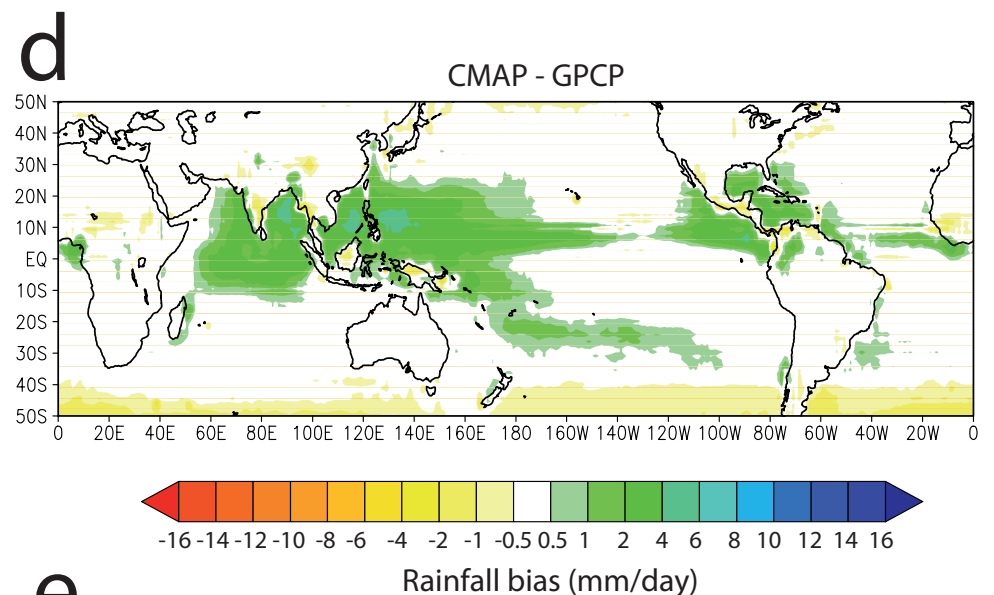 d
CMAP - GPCP
50N
40N
30N
20N
10N
EQ
10S
20S
30S
40S
50S
0 20E 40E 60E 80E 100E 120E 140E 160E 180 160W 140W 120W 100W 80W 60W 40W 20W 0
-16 -14 -12 -10 -8 -6 -4 -2 -1 -0.5 0.5 1 2 4 6 8 10 12 14 16
Rainfall bias (mm/day)
e